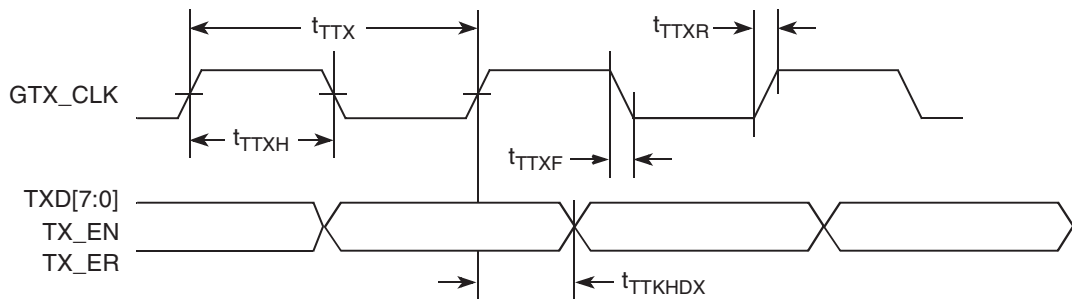 tTTX
tTTXR
GTX_CLK
tTTXH
tTTXF
TXD[7:0]
TX_EN
TX_ER
tTTKHDX